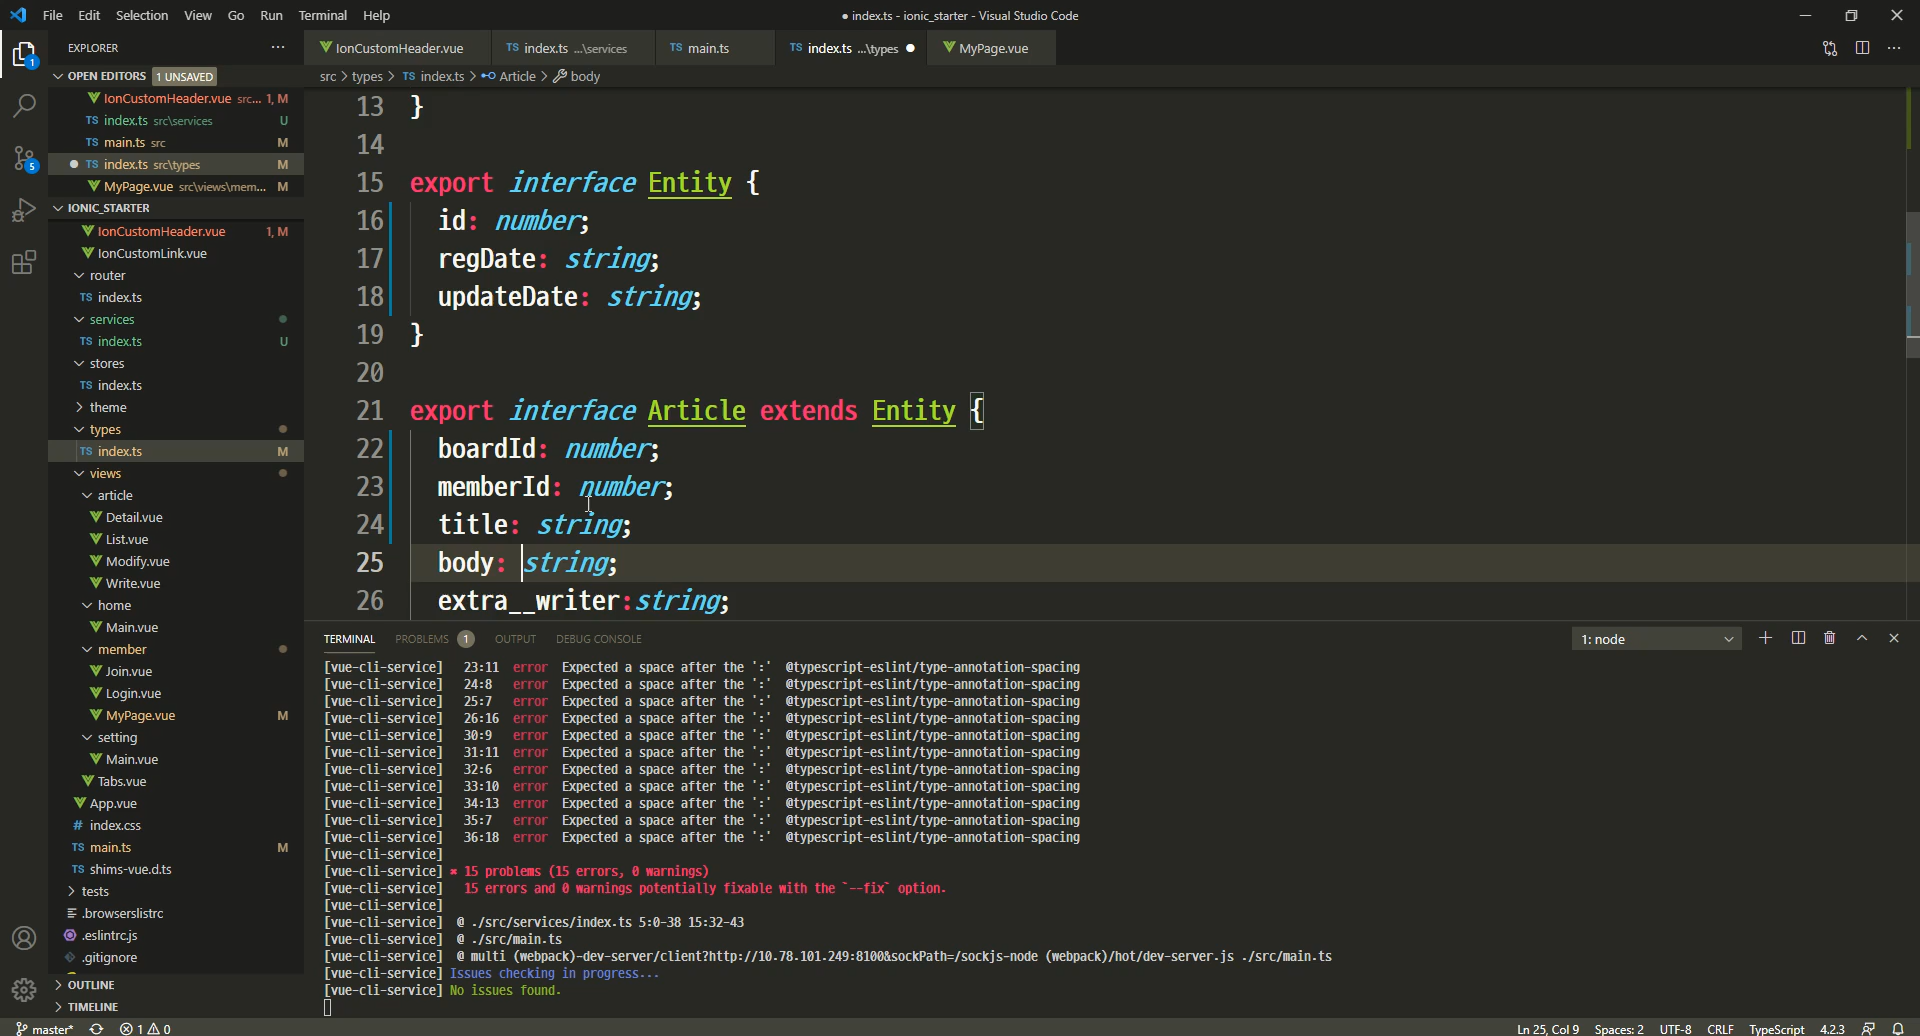 File Edit Selection View Go Run Terminal Help
● index.ts - ionic_starter - Visual Studio Code
EXPLORER
IonCustomHeader.vue
TS index.ts ...\services
TS main.ts
TS index.ts ...\types
MyPage.vue
src > types > TS index.ts > Article > body
OPEN EDITORS 1 UNSAVED
IonCustomHeader.vue src... 1, M
TS index.ts src\services U
TS main.ts src M
TS index.ts src\types M
MyPage.vue src\views\mem... M
IONIC_STARTER
IonCustomHeader.vue 1, M
IonCustomLink.vue
router
TS index.ts
services
TS index.ts U
stores
TS index.ts
theme
types
TS index.ts M
views
article
Detail.vue
List.vue
Modify.vue
Write.vue
home
Main.vue
member
Join.vue
Login.vue
MyPage.vue M
setting
Main.vue
Tabs.vue
App.vue
# index.css
TS main.ts M
TS shims-vue.d.ts
tests
.browserslistrc
.eslintrc.js
.gitignore
OUTLINE
TIMELINE
1
5
13 }
14
15 export interface Entity {
16 id: number;
17 regDate: string;
18 updateDate: string;
19 }
20
21 export interface Article extends Entity {
22 boardId: number;
23 memberId: number;
24 title: string;
25 body: string;
26 extra__writer:string;
TERMINAL PROBLEMS 1 OUTPUT DEBUG CONSOLE
1: node
[vue-cli-service] 23:11 error Expected a space after the ':' @typescript-eslint/type-annotation-spacing
[vue-cli-service] 24:8 error Expected a space after the ':' @typescript-eslint/type-annotation-spacing
[vue-cli-service] 25:7 error Expected a space after the ':' @typescript-eslint/type-annotation-spacing
[vue-cli-service] 26:16 error Expected a space after the ':' @typescript-eslint/type-annotation-spacing
[vue-cli-service] 30:9 error Expected a space after the ':' @typescript-eslint/type-annotation-spacing
[vue-cli-service] 31:11 error Expected a space after the ':' @typescript-eslint/type-annotation-spacing
[vue-cli-service] 32:6 error Expected a space after the ':' @typescript-eslint/type-annotation-spacing
[vue-cli-service] 33:10 error Expected a space after the ':' @typescript-eslint/type-annotation-spacing
[vue-cli-service] 34:13 error Expected a space after the ':' @typescript-eslint/type-annotation-spacing
[vue-cli-service] 35:7 error Expected a space after the ':' @typescript-eslint/type-annotation-spacing
[vue-cli-service] 36:18 error Expected a space after the ':' @typescript-eslint/type-annotation-spacing
[vue-cli-service]
[vue-cli-service] ✖ 15 problems (15 errors, 0 warnings)
[vue-cli-service] 15 errors and 0 warnings potentially fixable with the `--fix` option.
[vue-cli-service]
[vue-cli-service] @ ./src/services/index.ts 5:0-38 15:32-43
[vue-cli-service] @ ./src/main.ts
[vue-cli-service] @ multi (webpack)-dev-server/client?http://10.78.101.249:8100&sockPath=/sockjs-node (webpack)/hot/dev-server.js ./src/main.ts
[vue-cli-service] Issues checking in progress...
[vue-cli-service] No issues found.
master* 1 0
Ln 25, Col 9 Spaces: 2 UTF-8 CRLF TypeScript 4.2.3